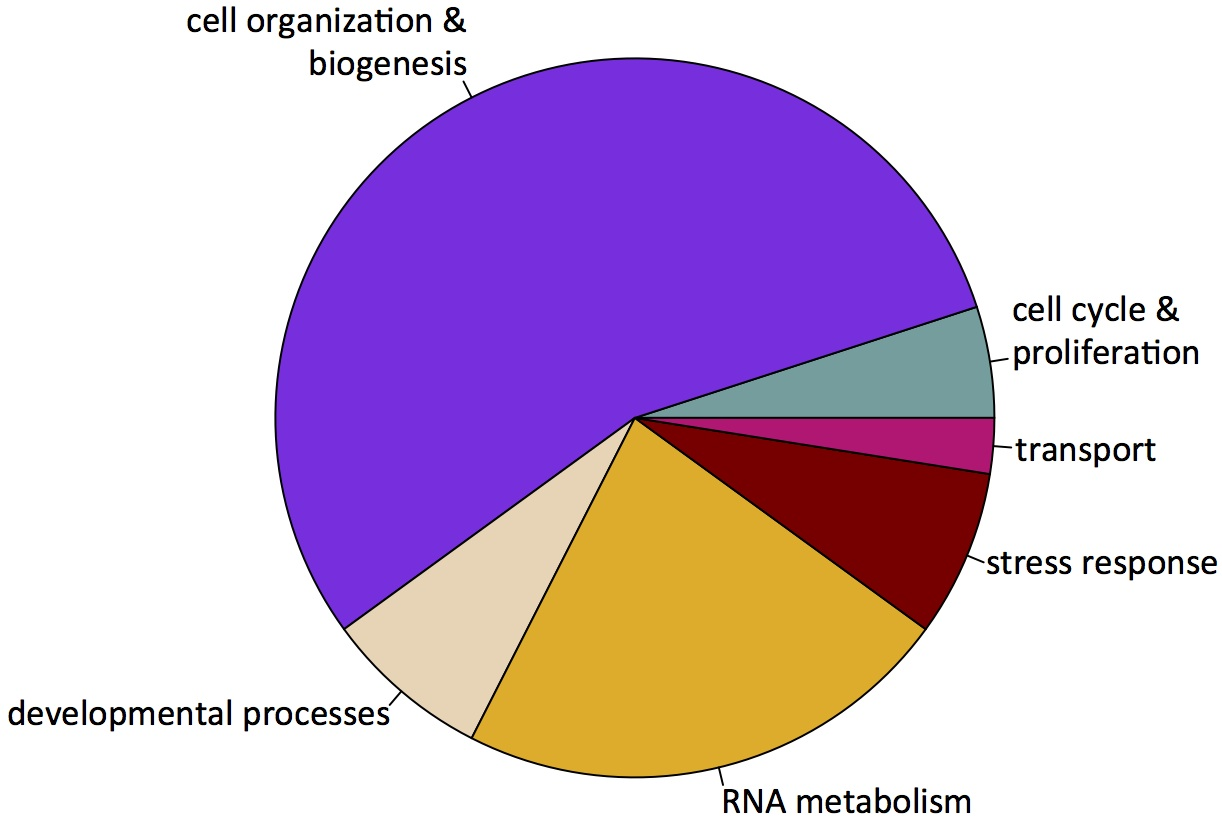 cell organization &
biogenesis
cell cycle &
proliferation
transport
stress response
developmental processes
RNA metabolism